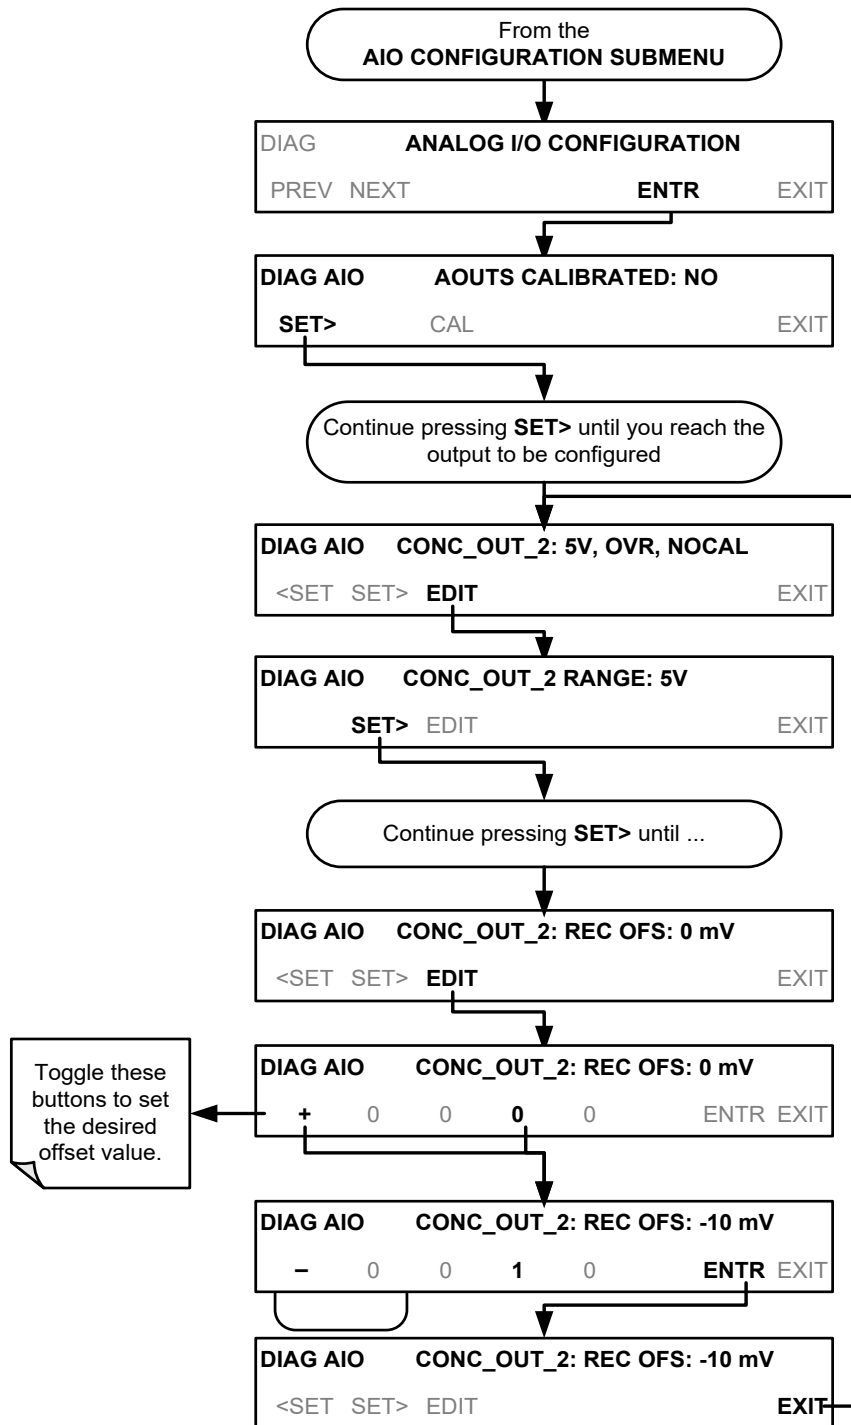 From the
AIO CONFIGURATION SUBMENU
DIAG ANALOG I/O CONFIGURATION
PREV NEXT ENTR EXIT
DIAG AIO AOUTS CALIBRATED: NO
SET> CAL EXIT
Continue pressing SET> until you reach the
output to be configured
DIAG AIO CONC_OUT_2: 5V, OVR, NOCAL
<SET SET> EDIT EXIT
DIAG AIO CONC_OUT_2 RANGE: 5V
SET> EDIT EXIT
Continue pressing SET> until ...
DIAG AIO CONC_OUT_2: REC OFS: 0 mV
<SET SET> EDIT EXIT
Toggle these
buttons to set
the desired
offset value.
DIAG AIO CONC_OUT_2: REC OFS: 0 mV
+ 0 0 0 0 ENTR EXIT
DIAG AIO CONC_OUT_2: REC OFS: -10 mV
– 0 0 1 0 ENTR EXIT
DIAG AIO CONC_OUT_2: REC OFS: -10 mV
<SET SET> EDIT EXIT